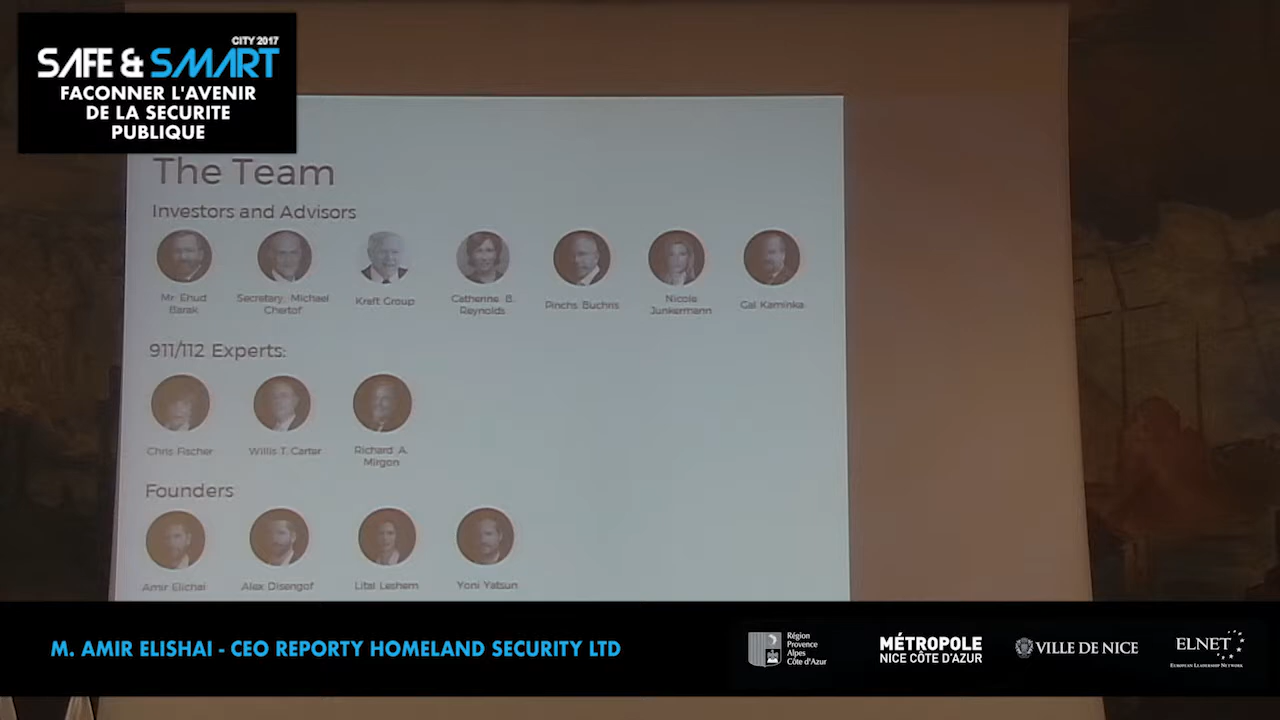 CITY 2017
SAFE & SMART
FACONNER L'AVENIR
DE LA SECURITE
PUBLIQUE
The Team
Investors and Advisors
Mr. Ehud
Barak
Secretary, Michael
Chertof
Kraft Group
Catherine B.
Reynolds
Pinchs Buchris
Nicole
Junkermann
Gal Kaminka
911/112 Experts:
Chris Fischer
Willis T. Carter
Richard A.
Mirgon
Founders
Amir Elichai
Alex Disengof
Lital Leshem
Yoni Yatsun
M. AMIR ELISHAI - CEO REPORTY HOMELAND SECURITY LTD
Région
Provence
Alpes
Côte d'Azur
MÉTROPOLE
NICE CÔTE D'AZUR
VILLE DE NICE
ELNET
EUROPEAN LEADERSHIP NETWORK